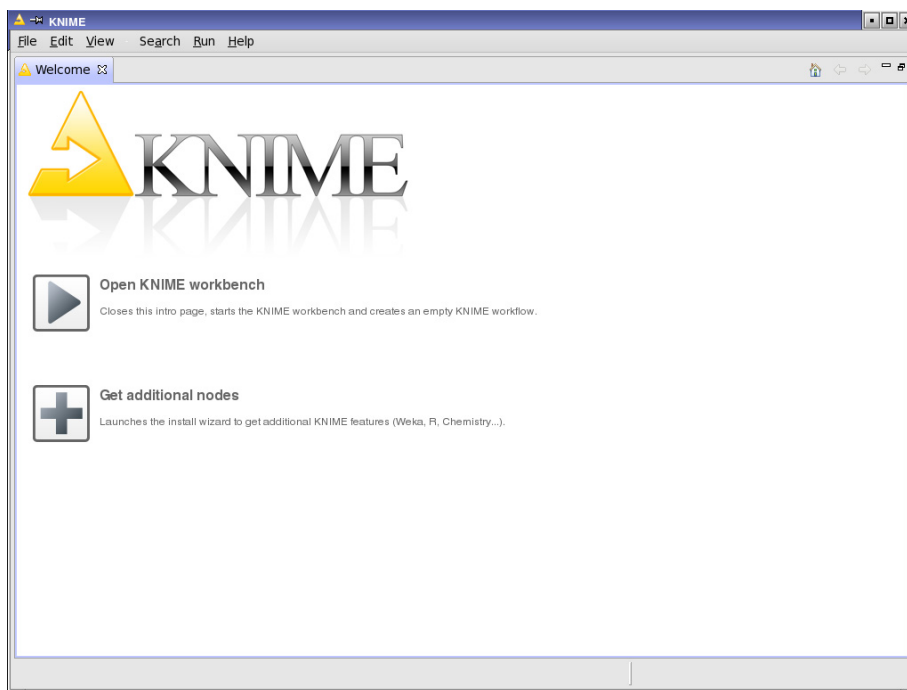 KNIME
File Edit View Search Run Help
Welcome
KNIME
Open KNIME workbench
Closes this intro page, starts the KNIME workbench and creates an empty KNIME workflow.
Get additional nodes
Launches the install wizard to get additional KNIME features (Weka, R, Chemistry...).